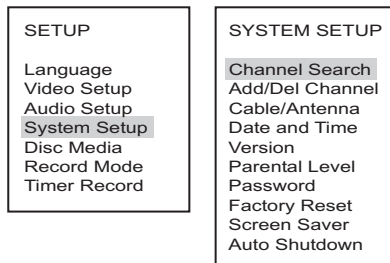 SETUP
Language
Video Setup
Audio Setup
System Setup
Disc Media
Record Mode
Timer Record
SYSTEM SETUP
Channel Search
Add/Del Channel
Cable/Antenna
Date and Time
Version
Parental Level
Password
Factory Reset
Screen Saver
Auto Shutdown